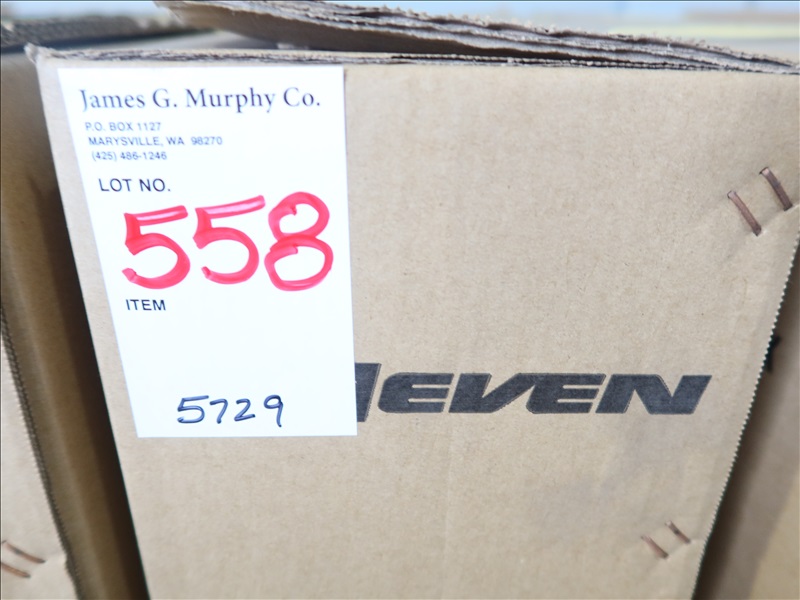 James G. Murphy Co.
P.O. BOX 1127
MARYSVILLE, WA 98270
(425) 486-1246
LOT NO.
558
ITEM
5729